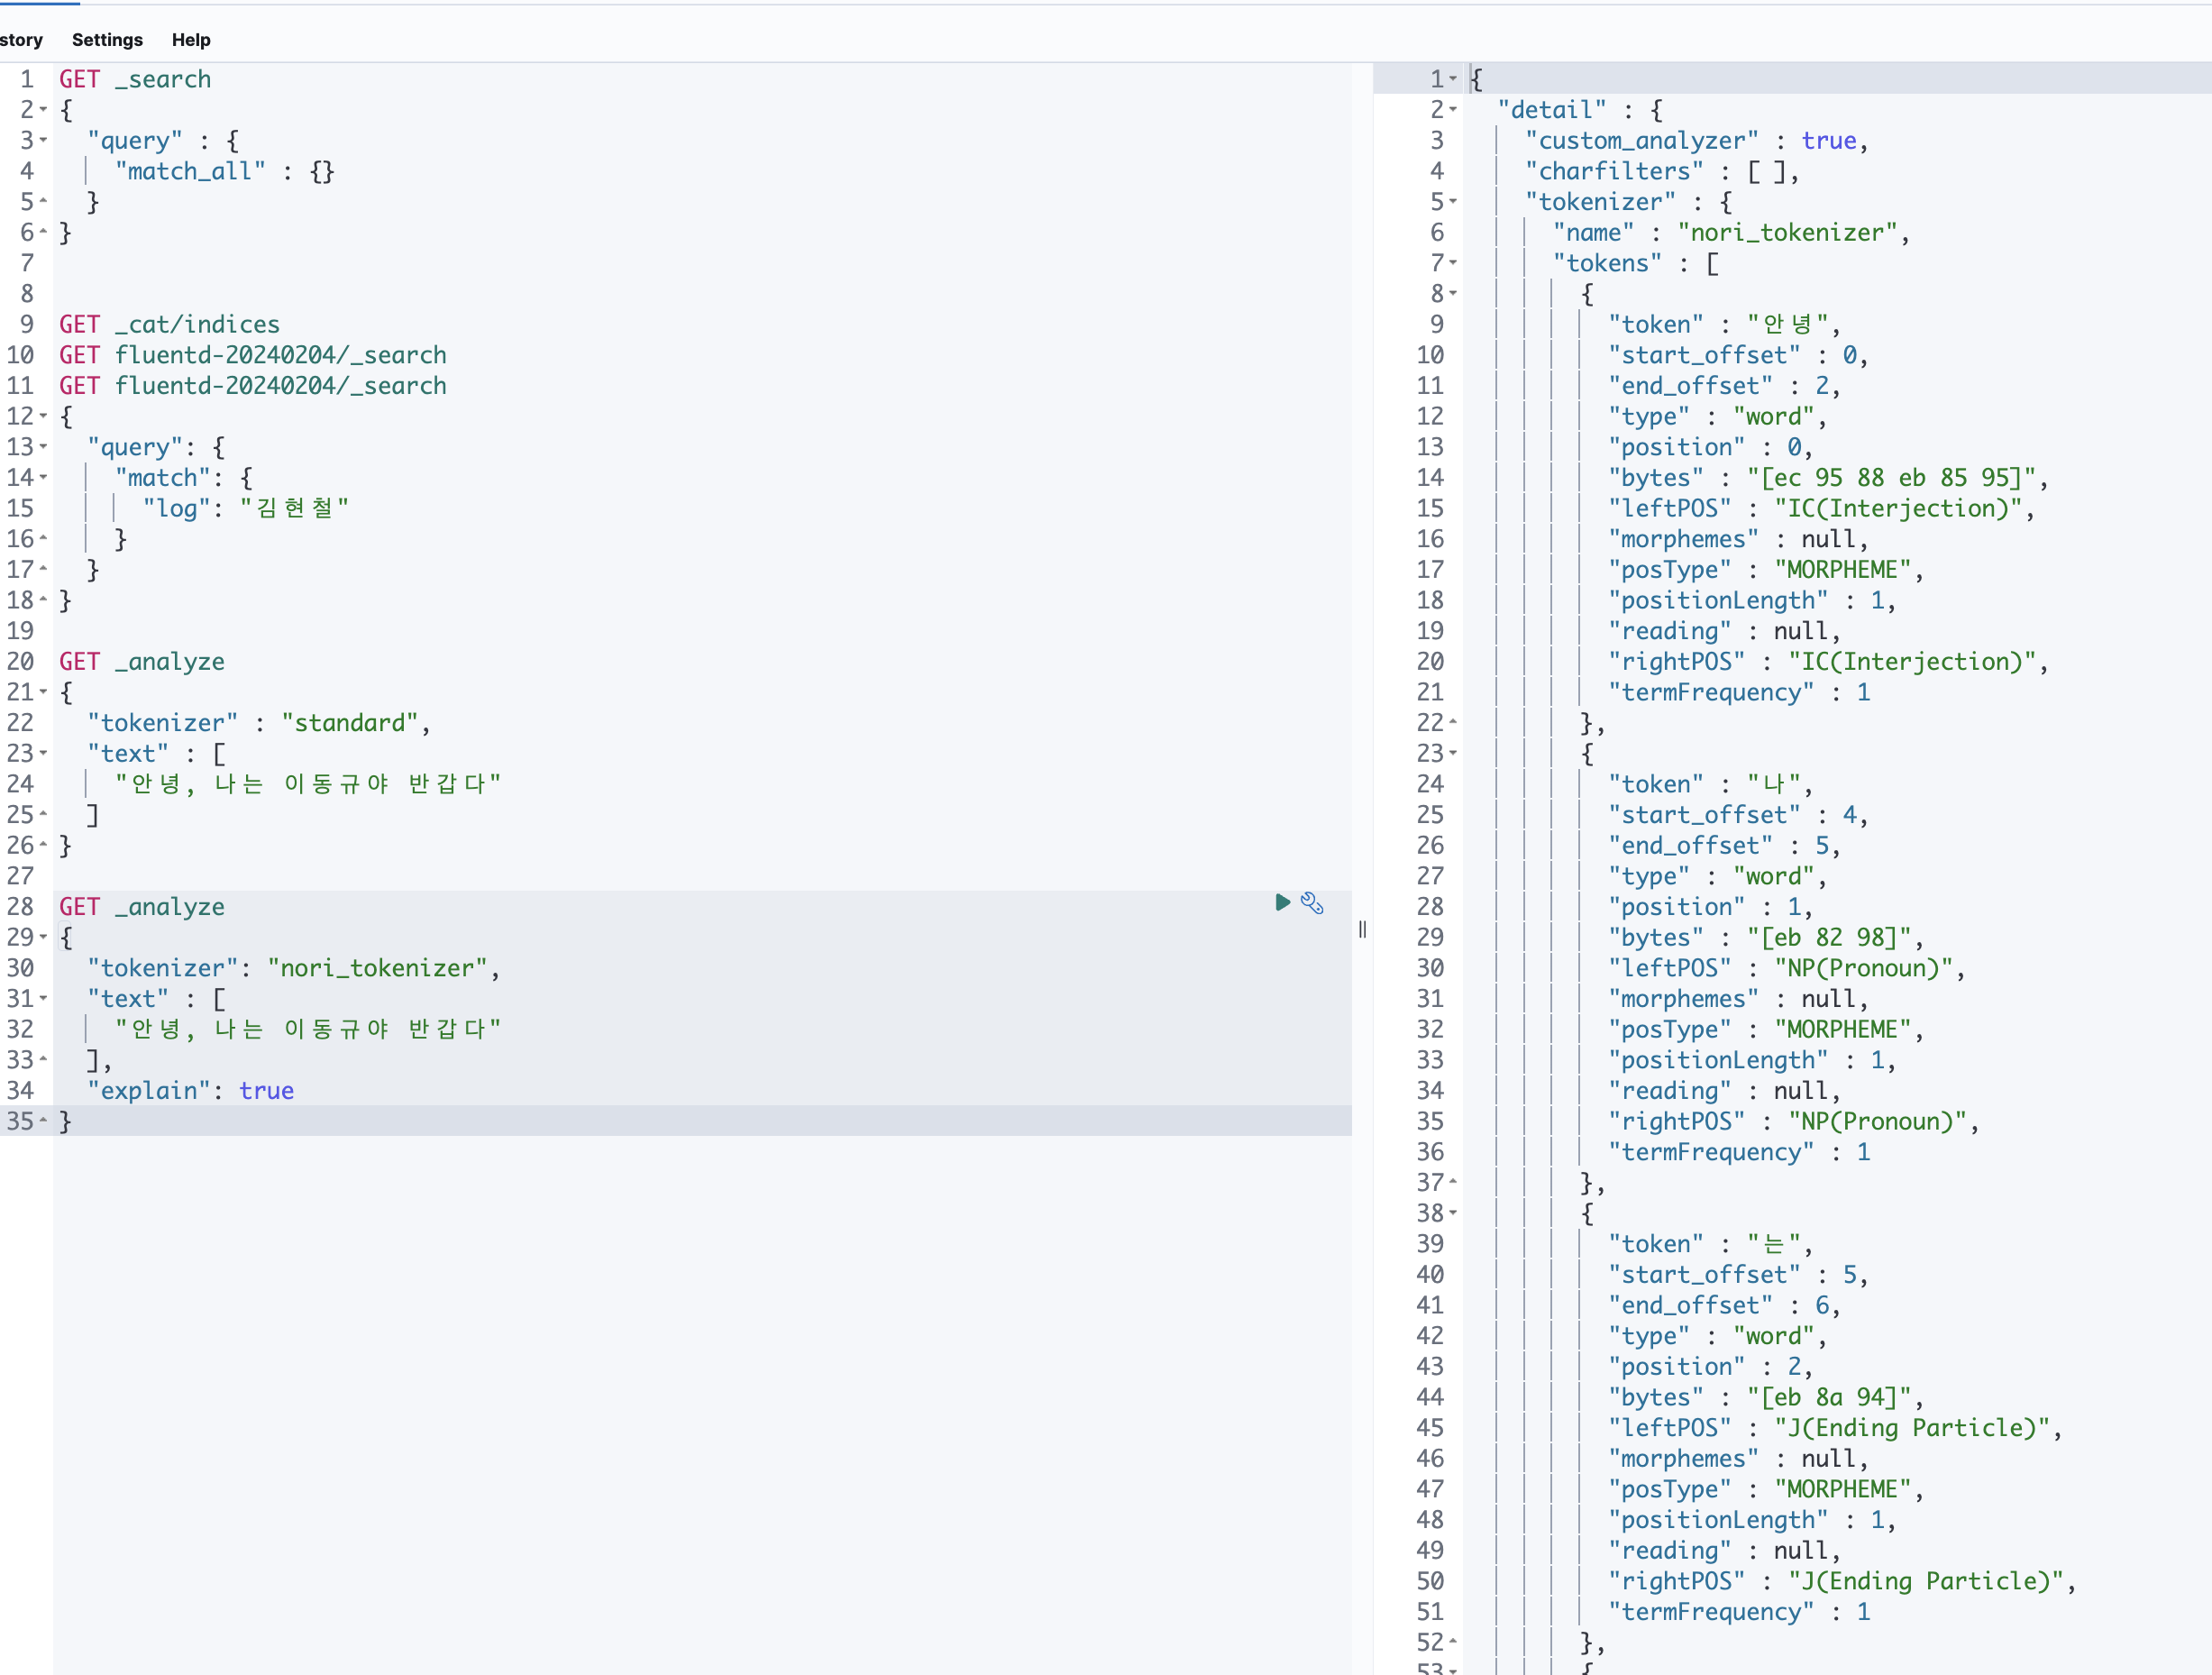 story Settings Help
1 GET _search
2 {
3 "query" : {
4 "match_all" : {}
5 }
6 }
7
8
9 GET _cat/indices
10 GET fluentd-20240204/_search
11 GET fluentd-20240204/_search
12 {
13 "query": {
14 "match": {
15 "log": "김현철"
16 }
17 }
18 }
19
20 GET _analyze
21 {
22 "tokenizer" : "standard",
23 "text" : [
24 "안녕, 나는 이동규야 반갑다"
25 ]
26 }
27
28 GET _analyze
29 {
30 "tokenizer": "nori_tokenizer",
31 "text" : [
32 "안녕, 나는 이동규야 반갑다"
33 ],
34 "explain": true
35 }
1 {
2 "detail" : {
3 "custom_analyzer" : true,
4 "charfilters" : [ ],
5 "tokenizer" : {
6 "name" : "nori_tokenizer",
7 "tokens" : [
8 {
9 "token" : "안녕",
10 "start_offset" : 0,
11 "end_offset" : 2,
12 "type" : "word",
13 "position" : 0,
14 "bytes" : "[ec 95 88 eb 85 95]",
15 "leftPOS" : "IC(Interjection)",
16 "morphemes" : null,
17 "posType" : "MORPHEME",
18 "positionLength" : 1,
19 "reading" : null,
20 "rightPOS" : "IC(Interjection)",
21 "termFrequency" : 1
22 },
23 {
24 "token" : "나",
25 "start_offset" : 4,
26 "end_offset" : 5,
27 "type" : "word",
28 "position" : 1,
29 "bytes" : "[eb 82 98]",
30 "leftPOS" : "NP(Pronoun)",
31 "morphemes" : null,
32 "posType" : "MORPHEME",
33 "positionLength" : 1,
34 "reading" : null,
35 "rightPOS" : "NP(Pronoun)",
36 "termFrequency" : 1
37 },
38 {
39 "token" : "는",
40 "start_offset" : 5,
41 "end_offset" : 6,
42 "type" : "word",
43 "position" : 2,
44 "bytes" : "[eb 8a 94]",
45 "leftPOS" : "J(Ending Particle)",
46 "morphemes" : null,
47 "posType" : "MORPHEME",
48 "positionLength" : 1,
49 "reading" : null,
50 "rightPOS" : "J(Ending Particle)",
51 "termFrequency" : 1
52 },
53 {